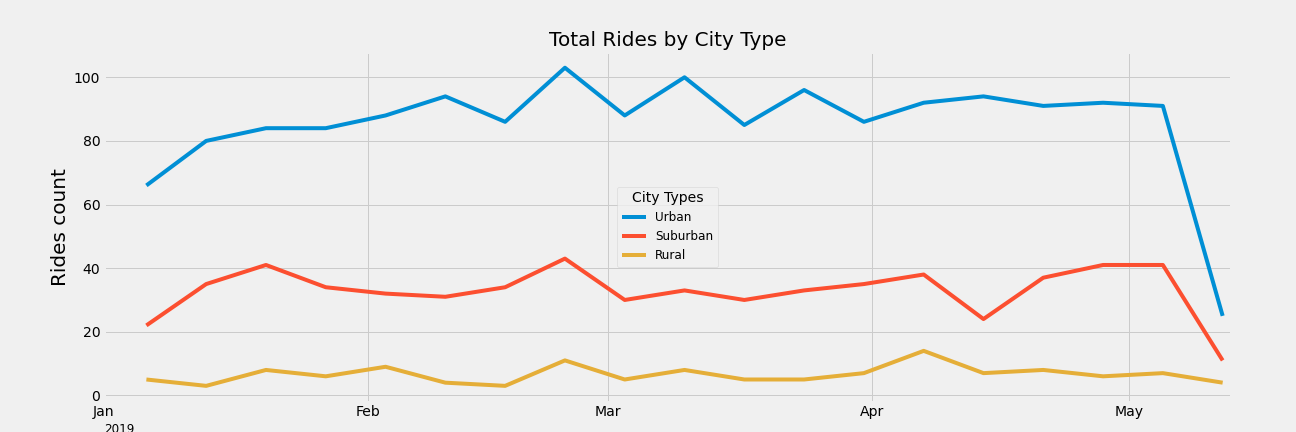 Total Rides by City Type
Rides count
100
80
60
40
20
0
City Types
Urban
Suburban
Rural
Jan Feb Mar Apr May
2019